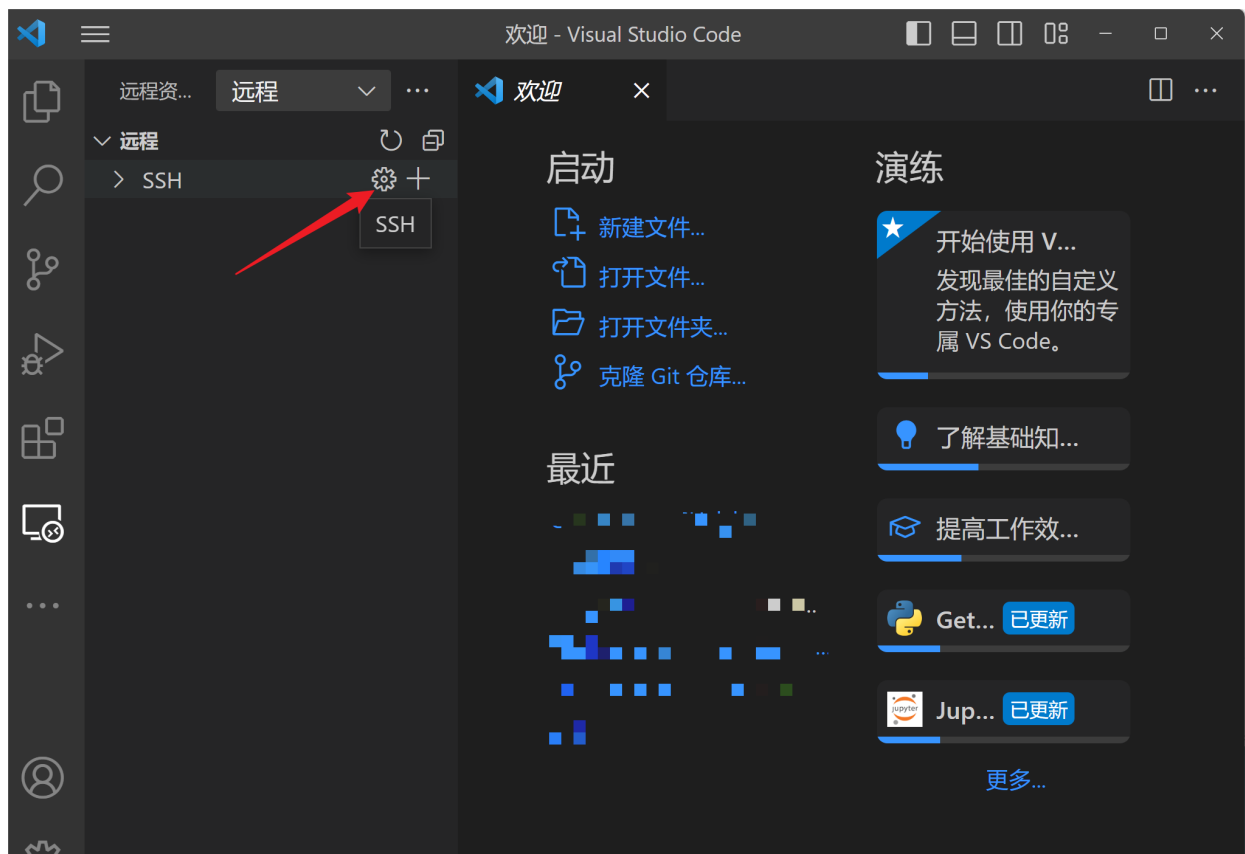 欢迎 - Visual Studio Code
远程资...
远程
欢迎
远程
SSH
SSH
启动
新建文件...
打开文件...
打开文件夹...
克隆 Git 仓库...
最近
演练
开始使用 V...
发现最佳的自定义
方法，使用你的专
属 VS Code。
了解基础知...
提高工作效...
Get... 已更新
jupyter
Jup... 已更新
更多...